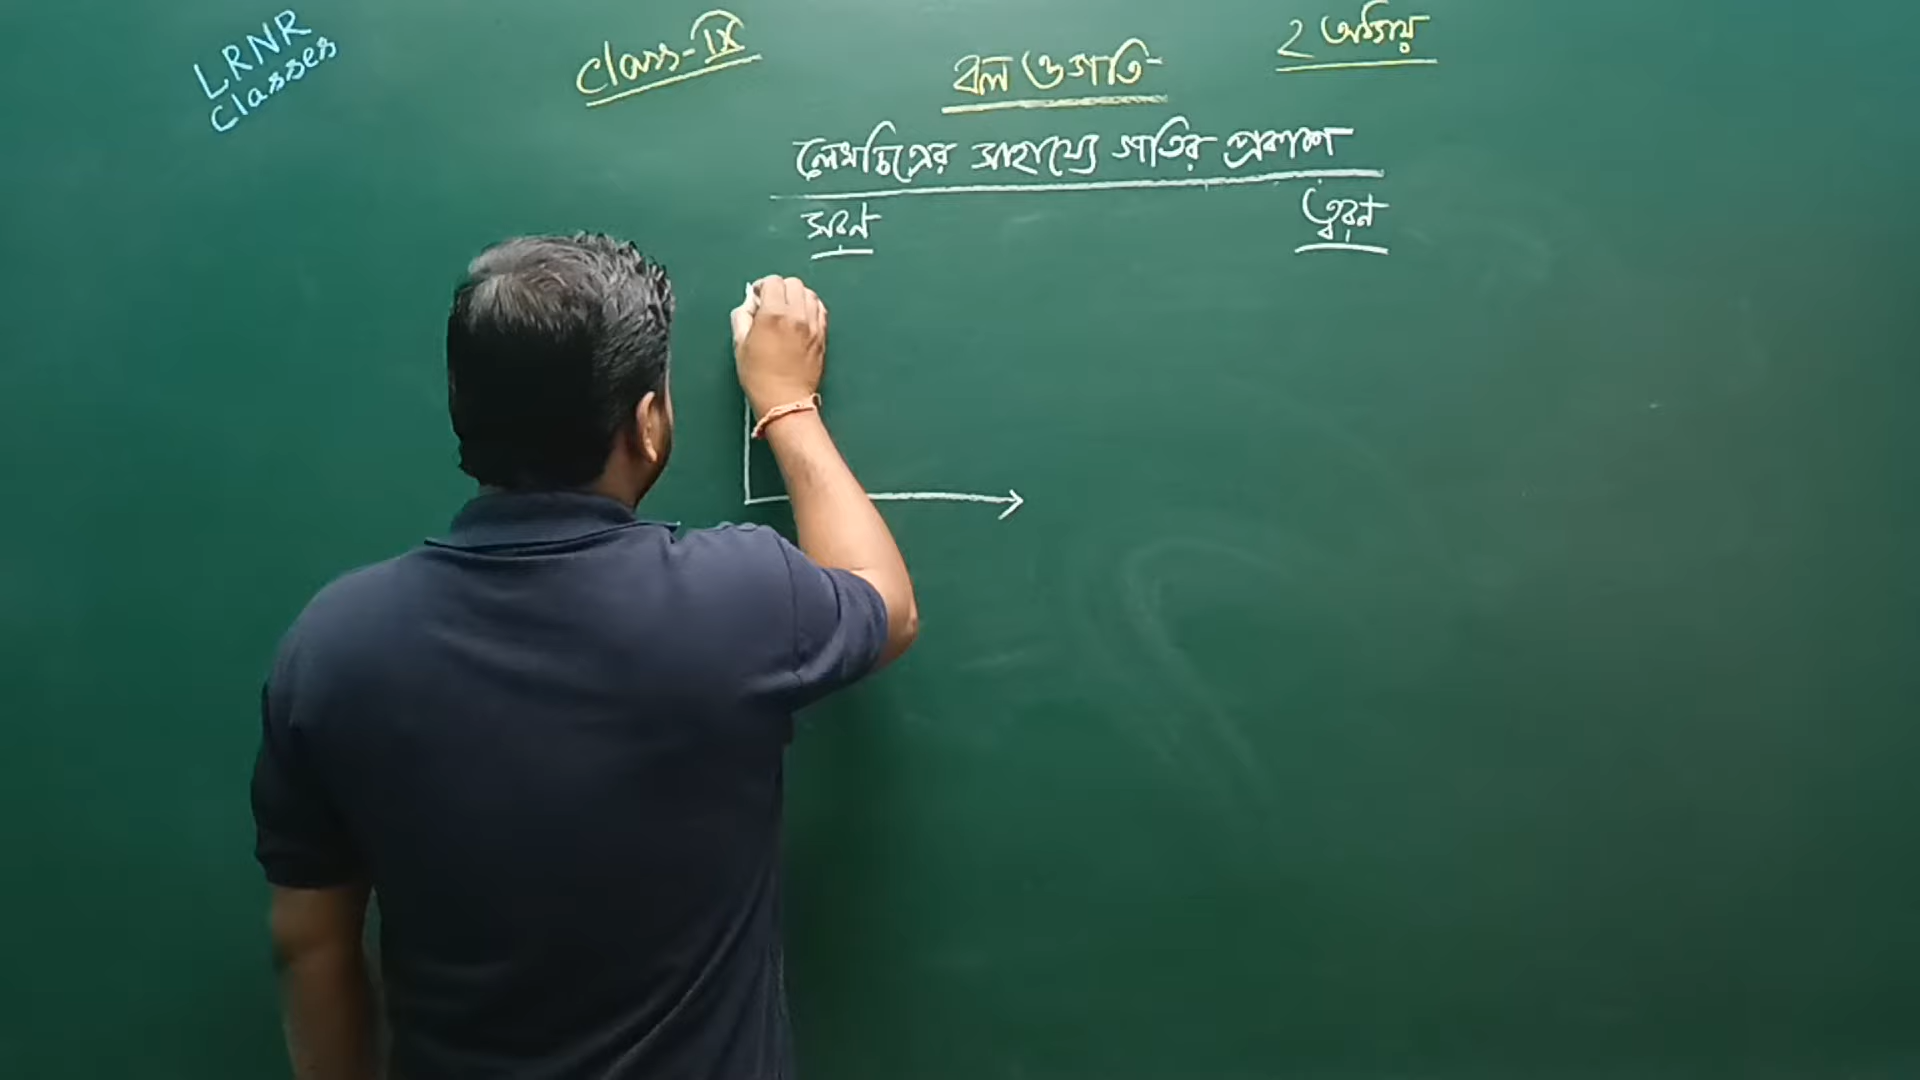 LRNR
Classes
Class-IX
বল ও গতি
2 অধ্যায়
লেখচিত্রের সাহায্যে গতির প্রকাশ
সরণ
ত্বরণ